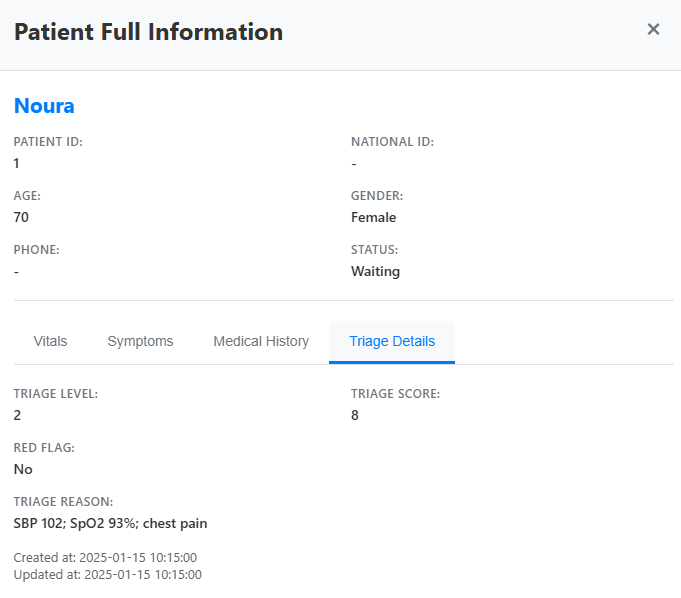 Patient Full Information ×
Noura
PATIENT ID: NATIONAL ID:
1 -
AGE: GENDER:
70 Female
PHONE: STATUS:
- Waiting
Vitals Symptoms Medical History Triage Details
TRIAGE LEVEL: TRIAGE SCORE:
2 8
RED FLAG:
No
TRIAGE REASON:
SBP 102; SpO2 93%; chest pain
Created at: 2025-01-15 10:15:00
Updated at: 2025-01-15 10:15:00